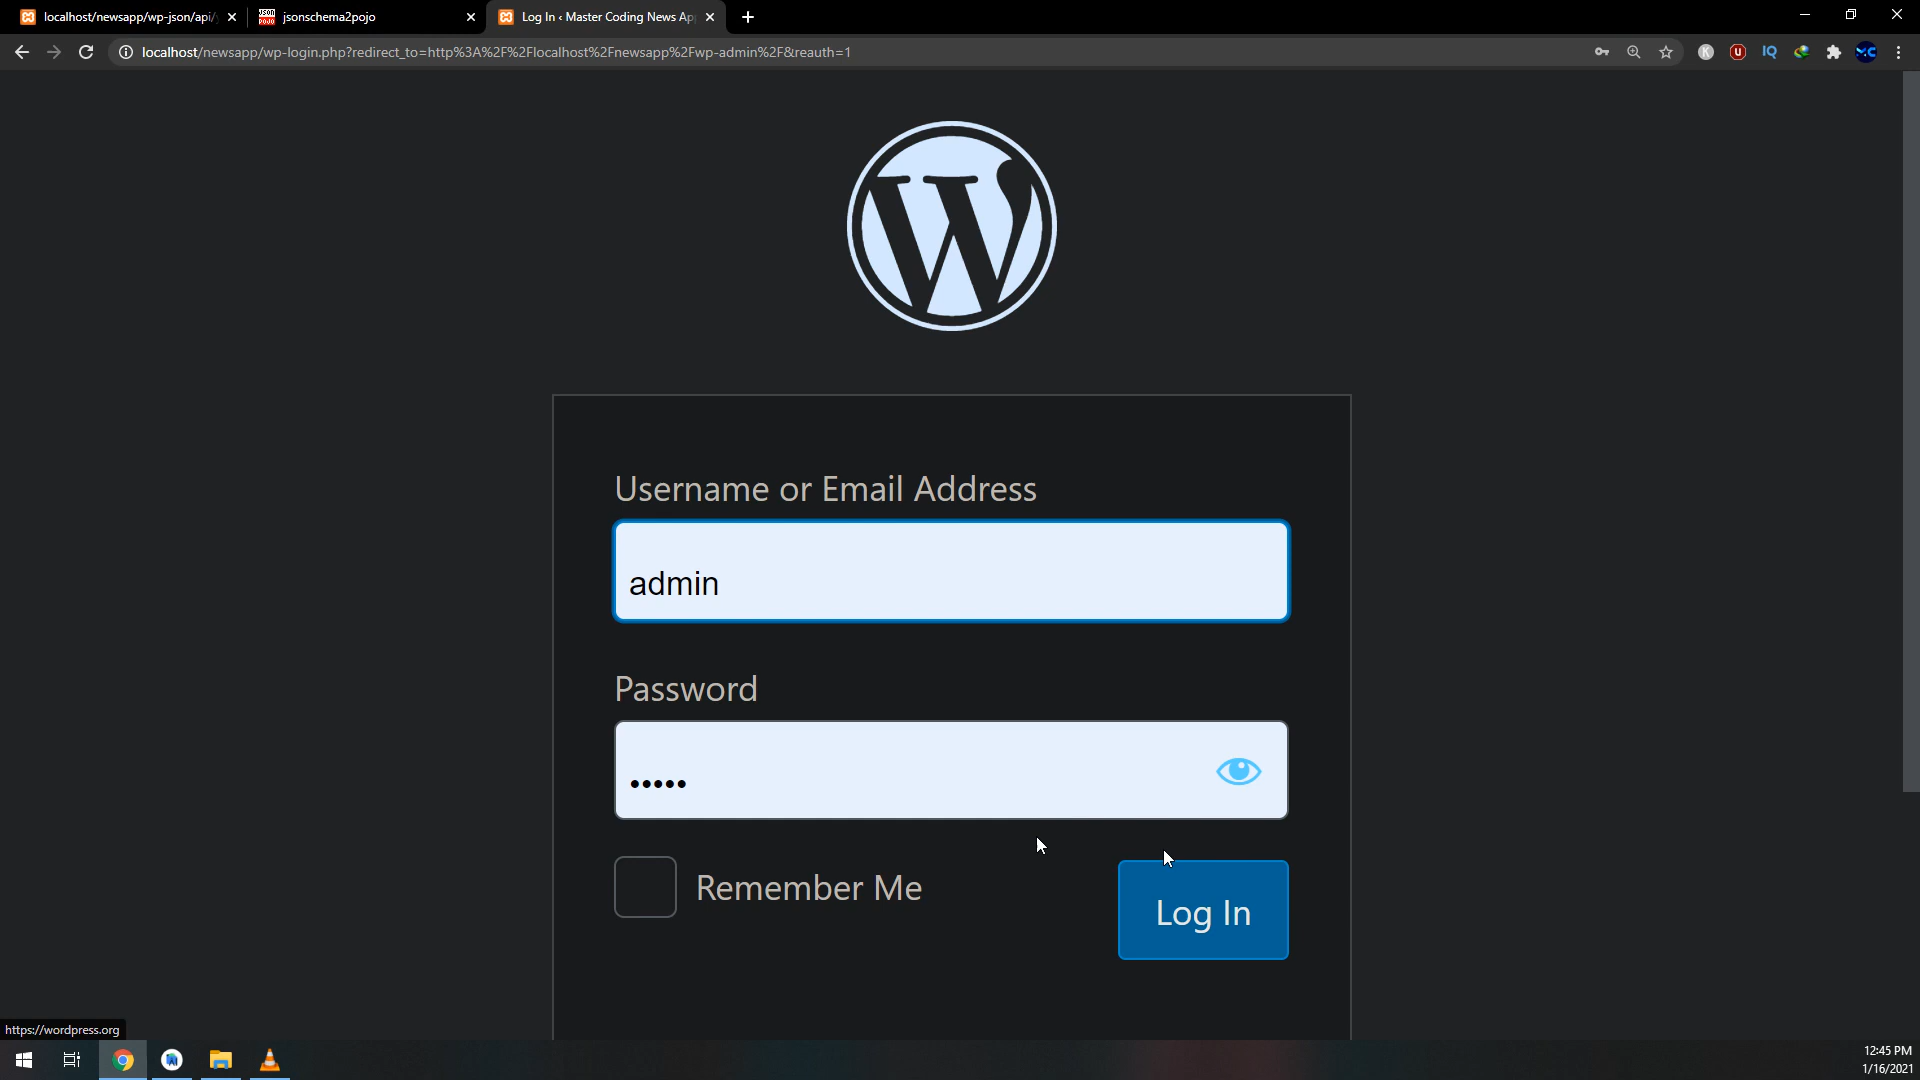 localhost/newsapp/wp-json/api/
jsonschema2pojo
Log In ‹ Master Coding News Ap
localhost/newsapp/wp-login.php?redirect_to=http%3A%2F%2Flocalhost%2Fnewsapp%2Fwp-admin%2F&reauth=1
Username or Email Address
admin
Password
•••••
Remember Me
Log In
https://wordpress.org
12:45 PM
1/16/2021